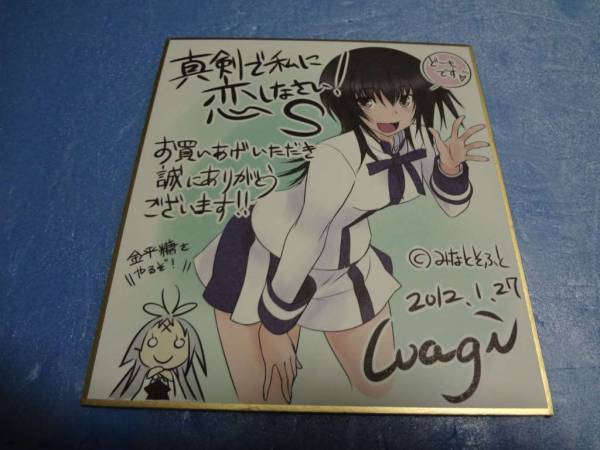 真剣で私に
恋しなさい！
S
どーも
です♡
お買いあげいただき
誠にありがとう
ございます!!
金平糖を
やるぞ！
©みなとそふと
2012.1.27
wagi